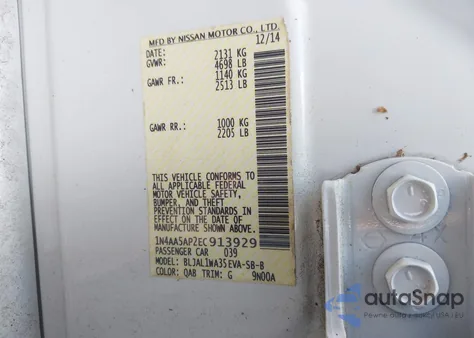 MFD BY NISSAN MOTOR CO., LTD.
DATE: 12/14
GVWR: 2131 KG
4698 LB
GAWR FR.: 1140 KG
2513 LB
GAWR RR.: 1000 KG
2205 LB
THIS VEHICLE CONFORMS TO
ALL APPLICABLE FEDERAL
MOTOR VEHICLE SAFETY,
BUMPER, AND THEFT
PREVENTION STANDARDS IN
EFFECT ON THE DATE OF
MANUFACTURE SHOWN ABOVE.
1N4AA5AP2EC913929
PASSENGER CAR 039
MODEL: BLJALIWA35EVA-SB-B
COLOR: QAB TRIM: G 9N00A
autoSnap